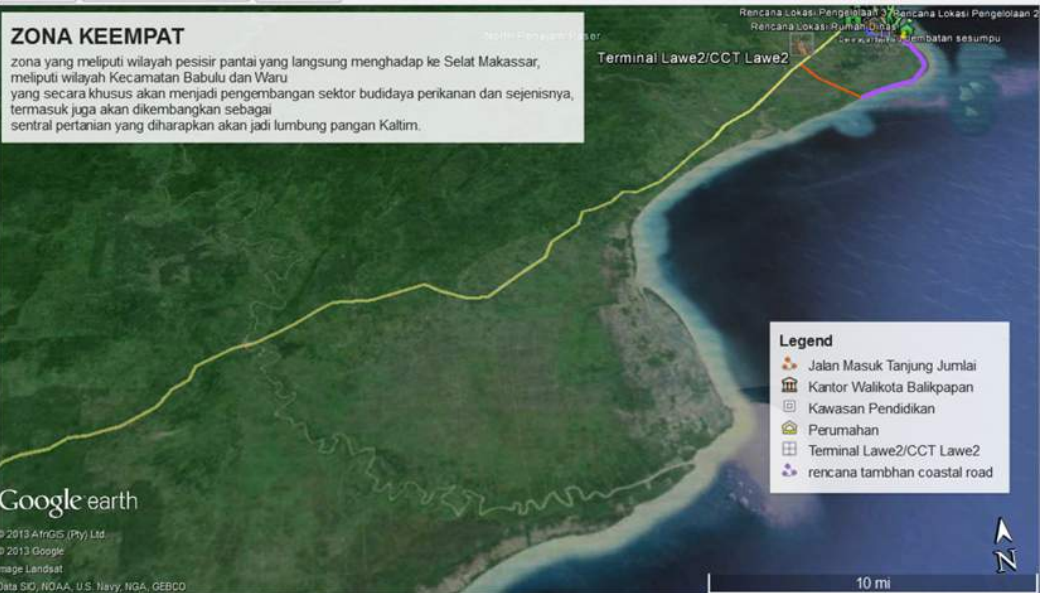 ZONA KEEMPAT
zona yang meliputi wilayah pesisir pantai yang langsung menghadap ke Selat Makassar,
meliputi wilayah Kecamatan Babulu dan Waru
yang secara khusus akan menjadi pengembangan sektor budidaya perikanan dan sejenisnya,
termasuk juga akan dikembangkan sebagai
sentral pertanian yang diharapkan akan jadi lumbung pangan Kaltim.
Rencana Lokasi Pengelolaan 3
Rencana Lokasi Pengelolaan 2
Rencana Lokasi Rumah Dinas
Jembatan sesumpu
Terminal Lawe2/CCT Lawe2
Legend
Jalan Masuk Tanjung Jumlai
Kantor Walikota Balikpapan
Kawasan Pendidikan
Perumahan
Terminal Lawe2/CCT Lawe2
rencana tambhan coastal road
Google earth
© 2013 AfriGIS (Pty) Ltd.
© 2013 Google
Image Landsat
Data SIO, NOAA, U.S. Navy, NGA, GEBCO
N
10 mi